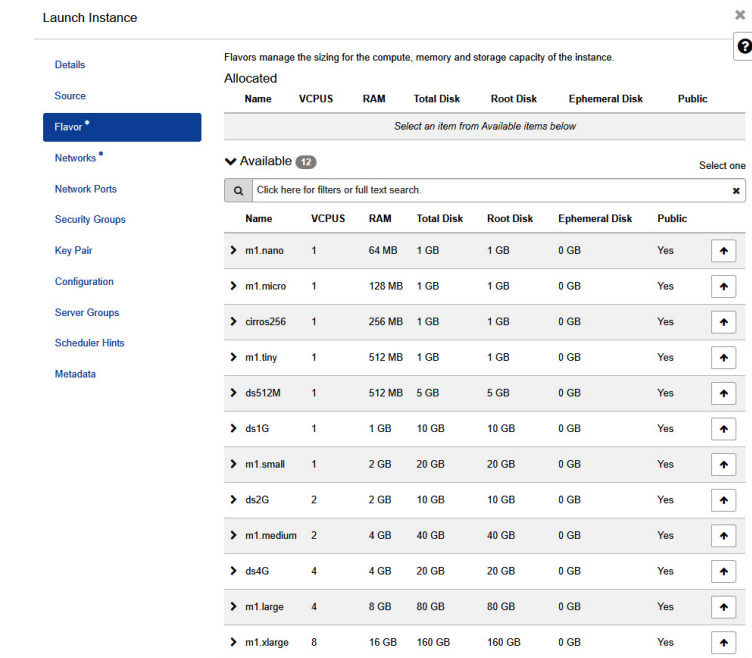 Launch Instance
Details
Source
Flavor *
Networks *
Network Ports
Security Groups
Key Pair
Configuration
Server Groups
Scheduler Hints
Metadata
Flavors manage the sizing for the compute, memory and storage capacity of the instance.
Allocated
Name VCPUS RAM Total Disk Root Disk Ephemeral Disk Public
Select an item from Available items below
Available 12
Select one
Click here for filters or full text search.
Name VCPUS RAM Total Disk Root Disk Ephemeral Disk Public
m1.nano 1 64 MB 1 GB 1 GB 0 GB Yes
m1.micro 1 128 MB 1 GB 1 GB 0 GB Yes
cirros256 1 256 MB 1 GB 1 GB 0 GB Yes
m1.tiny 1 512 MB 1 GB 1 GB 0 GB Yes
ds512M 1 512 MB 5 GB 5 GB 0 GB Yes
ds1G 1 1 GB 10 GB 10 GB 0 GB Yes
m1.small 1 2 GB 20 GB 20 GB 0 GB Yes
ds2G 2 2 GB 10 GB 10 GB 0 GB Yes
m1.medium 2 4 GB 40 GB 40 GB 0 GB Yes
ds4G 4 4 GB 20 GB 20 GB 0 GB Yes
m1.large 4 8 GB 80 GB 80 GB 0 GB Yes
m1.xlarge 8 16 GB 160 GB 160 GB 0 GB Yes